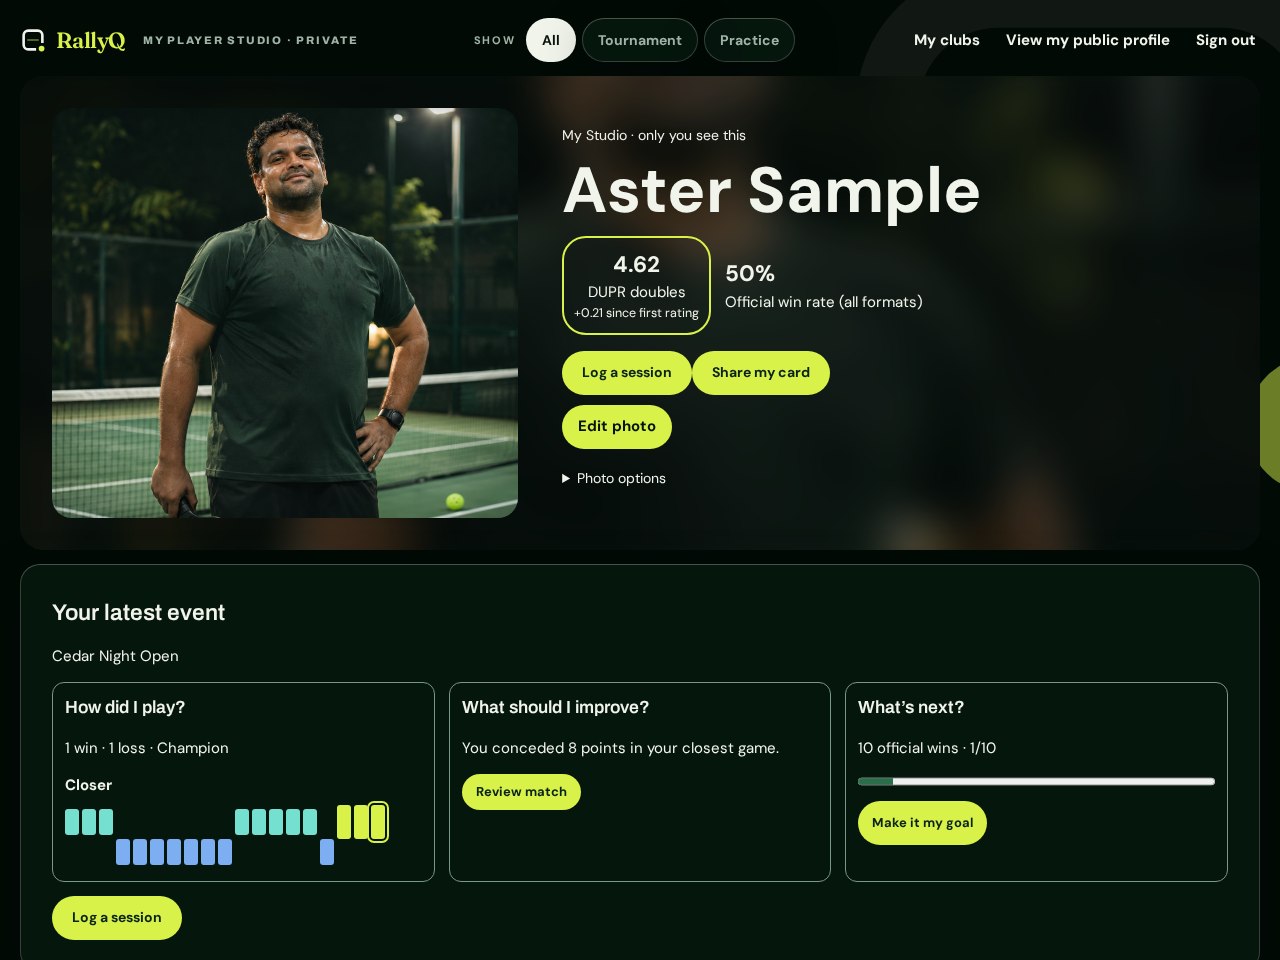 RallyQ
MY PLAYER STUDIO · PRIVATE
SHOW
All
Tournament
Practice
My clubs
View my public profile
Sign out
My Studio · only you see this
Aster Sample
4.62
DUPR doubles
+0.21 since first rating
50%
Official win rate (all formats)
Log a session
Share my card
Edit photo
Photo options
Your latest event
Cedar Night Open
How did I play?
1 win · 1 loss · Champion
Closer
What should I improve?
You conceded 8 points in your closest game.
Review match
What’s next?
10 official wins · 1/10
Make it my goal
Log a session